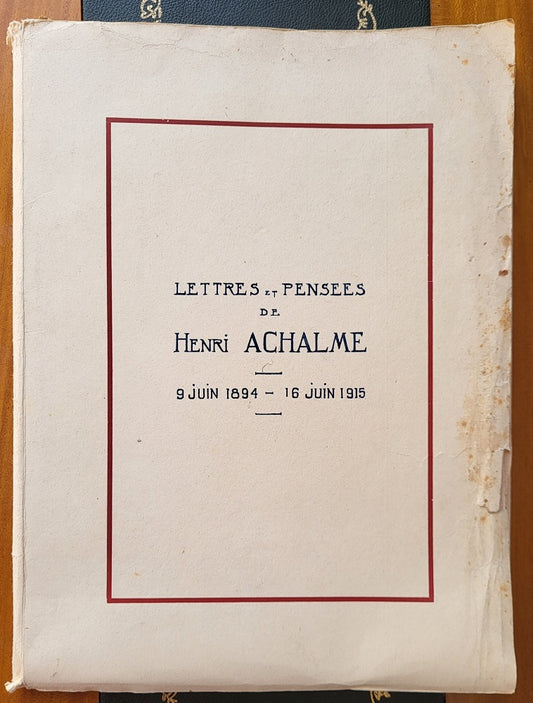 LETTRES ET PENSEES
DE
HENRI ACHALME
9 JUIN 1894 - 16 JUIN 1915